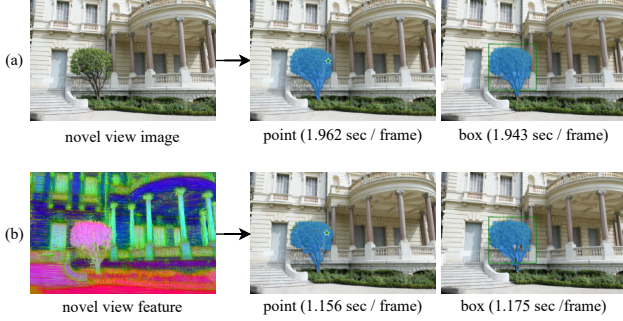 (a)
novel view image
point (1.962 sec / frame)
box (1.943 sec / frame)
(b)
novel view feature
point (1.156 sec / frame)
box (1.175 sec /frame)